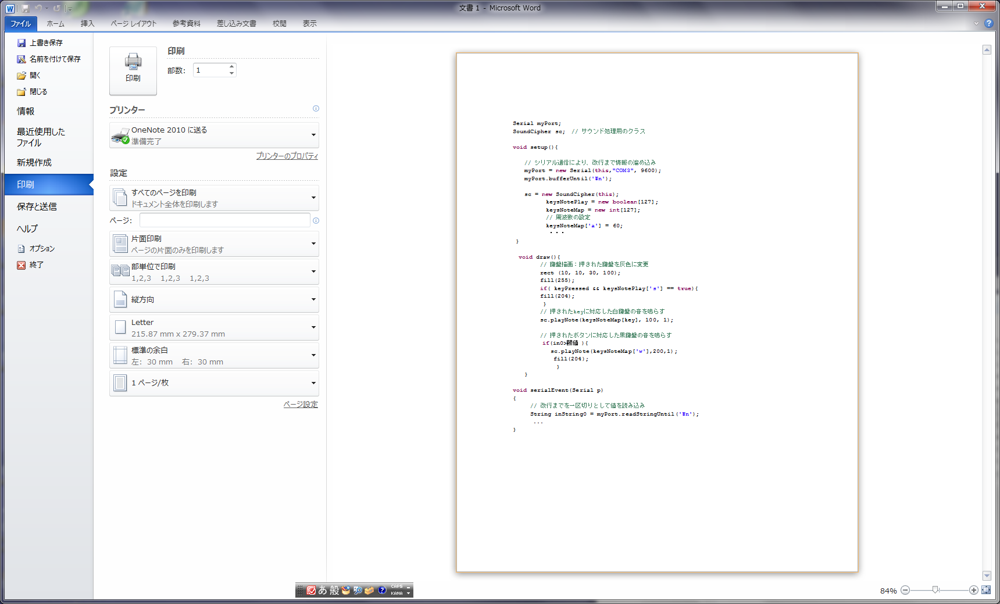 文書 1 - Microsoft Word
ファイル ホーム 挿入 ページ レイアウト 参考資料 差し込み文書 校閲 表示
上書き保存
名前を付けて保存
開く
閉じる
情報
最近使用した
ファイル
新規作成
印刷
保存と送信
ヘルプ
オプション
終了
印刷
印刷
部数: 1
プリンター
OneNote 2010 に送る
準備完了
プリンターのプロパティ
設定
すべてのページを印刷
ドキュメント全体を印刷します
ページ:
片面印刷
ページの片面のみを印刷します
部単位で印刷
1,2,3 1,2,3 1,2,3
縦方向
Letter
215.87 mm x 279.37 mm
標準の余白
左: 30 mm 右: 30 mm
1 ページ/枚
ページ設定
Serial myPort;
SoundCipher sc; // サウンド処理用のクラス
void setup(){
// シリアル通信により、改行まで情報の溜め込み
myPort = new Serial(this,"COM3", 9600);
myPort.bufferUntil('¥n');
sc = new SoundCipher(this);
keysNotePlay = new boolean[127];
keysNoteMap = new int[127];
// 周波数の設定
keysNoteMap['a'] = 60;
・・・
}
void draw(){
// 鍵盤描画：押された鍵盤を灰色に変更
rect (10, 10, 30, 100);
fill(255);
if( keyPressed && keysNotePlay['s'] == true){
fill(204);
}
// 押されたkeyに対応した白鍵盤の音を鳴らす
sc.playNote(keysNoteMap[key], 100, 1);
// 押されたボタンに対応した黒鍵盤の音を鳴らす
if(in0>閾値 ){
sc.playNote(keysNoteMap['w'],200,1);
fill(204);
}
}
void serialEvent(Serial p)
{
// 改行までを一区切りとして値を読み込み
String inString0 = myPort.readStringUntil('¥n');
...
}
あ 般 CAPS
KANA
84%